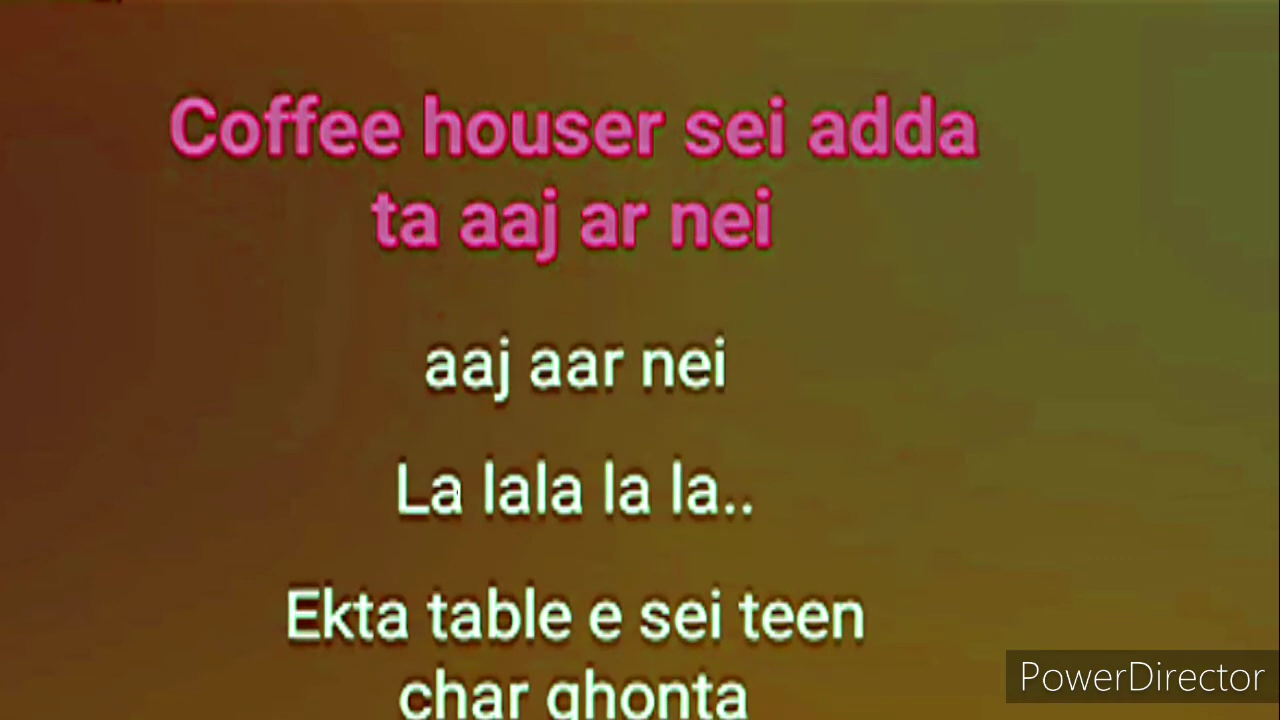 Coffee houser sei adda
ta aaj ar nei
aaj aar nei
La lala la la..
Ekta table e sei teen
char ghonta
PowerDirector